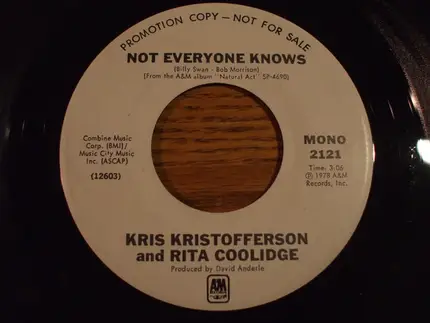 PROMOTION COPY—NOT FOR SALE
NOT EVERYONE KNOWS
(Billy Swan - Bob Morrison)
[From the A&M album "Natural Act" SP-4690]
Combine Music
Corp. (BMI)/
Music City Music
Inc. (ASCAP)
(12603)
MONO
2121
Time: 3:06
Ⓟ 1978 A&M
Records, Inc.
KRIS KRISTOFFERSON
and RITA COOLIDGE
Produced by David Anderle
A&M